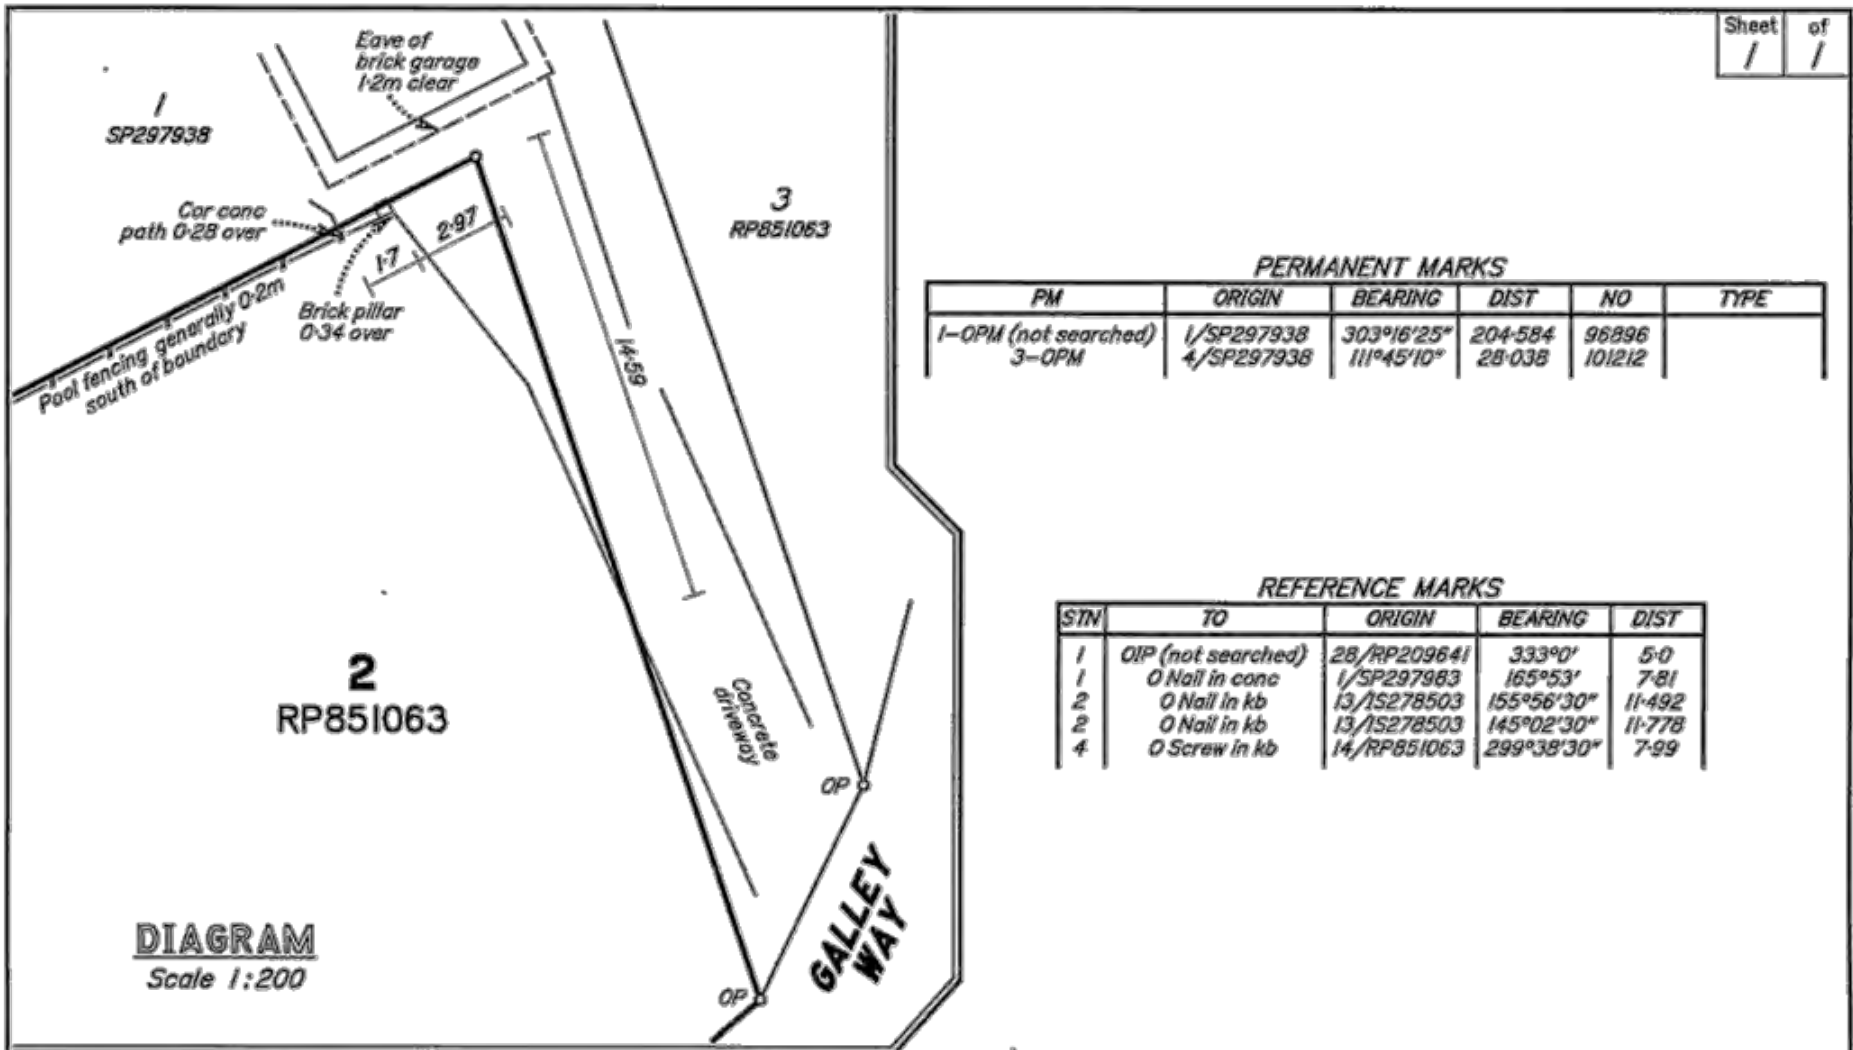 Sheet of
1 1
Eave of
brick garage
1·2m clear
1
SP297938
Cor conc
path 0·28 over
3
RP851063
2·97
1·7
Brick pillar
0·34 over
Pool fencing generally 0·2m
south of boundary
14·59
2
RP851063
Concrete
driveway
OP
OP
GALLEY
WAY
DIAGRAM
Scale 1:200
PERMANENT MARKS
PM ORIGIN BEARING DIST NO TYPE
1-OPM (not searched) 1/SP297938 303°16'25" 204·584 96896
3-OPM 4/SP297938 111°45'10" 28·038 101212
REFERENCE MARKS
STN TO ORIGIN BEARING DIST
1 OIP (not searched) 28/RP209641 333°0' 5·0
1 O Nail in conc 1/SP297983 165°53' 7·81
2 O Nail in kb 13/IS278503 155°56'30" 11·492
2 O Nail in kb 13/IS278503 145°02'30" 11·778
4 O Screw in kb 14/RP851063 299°38'30" 7·99